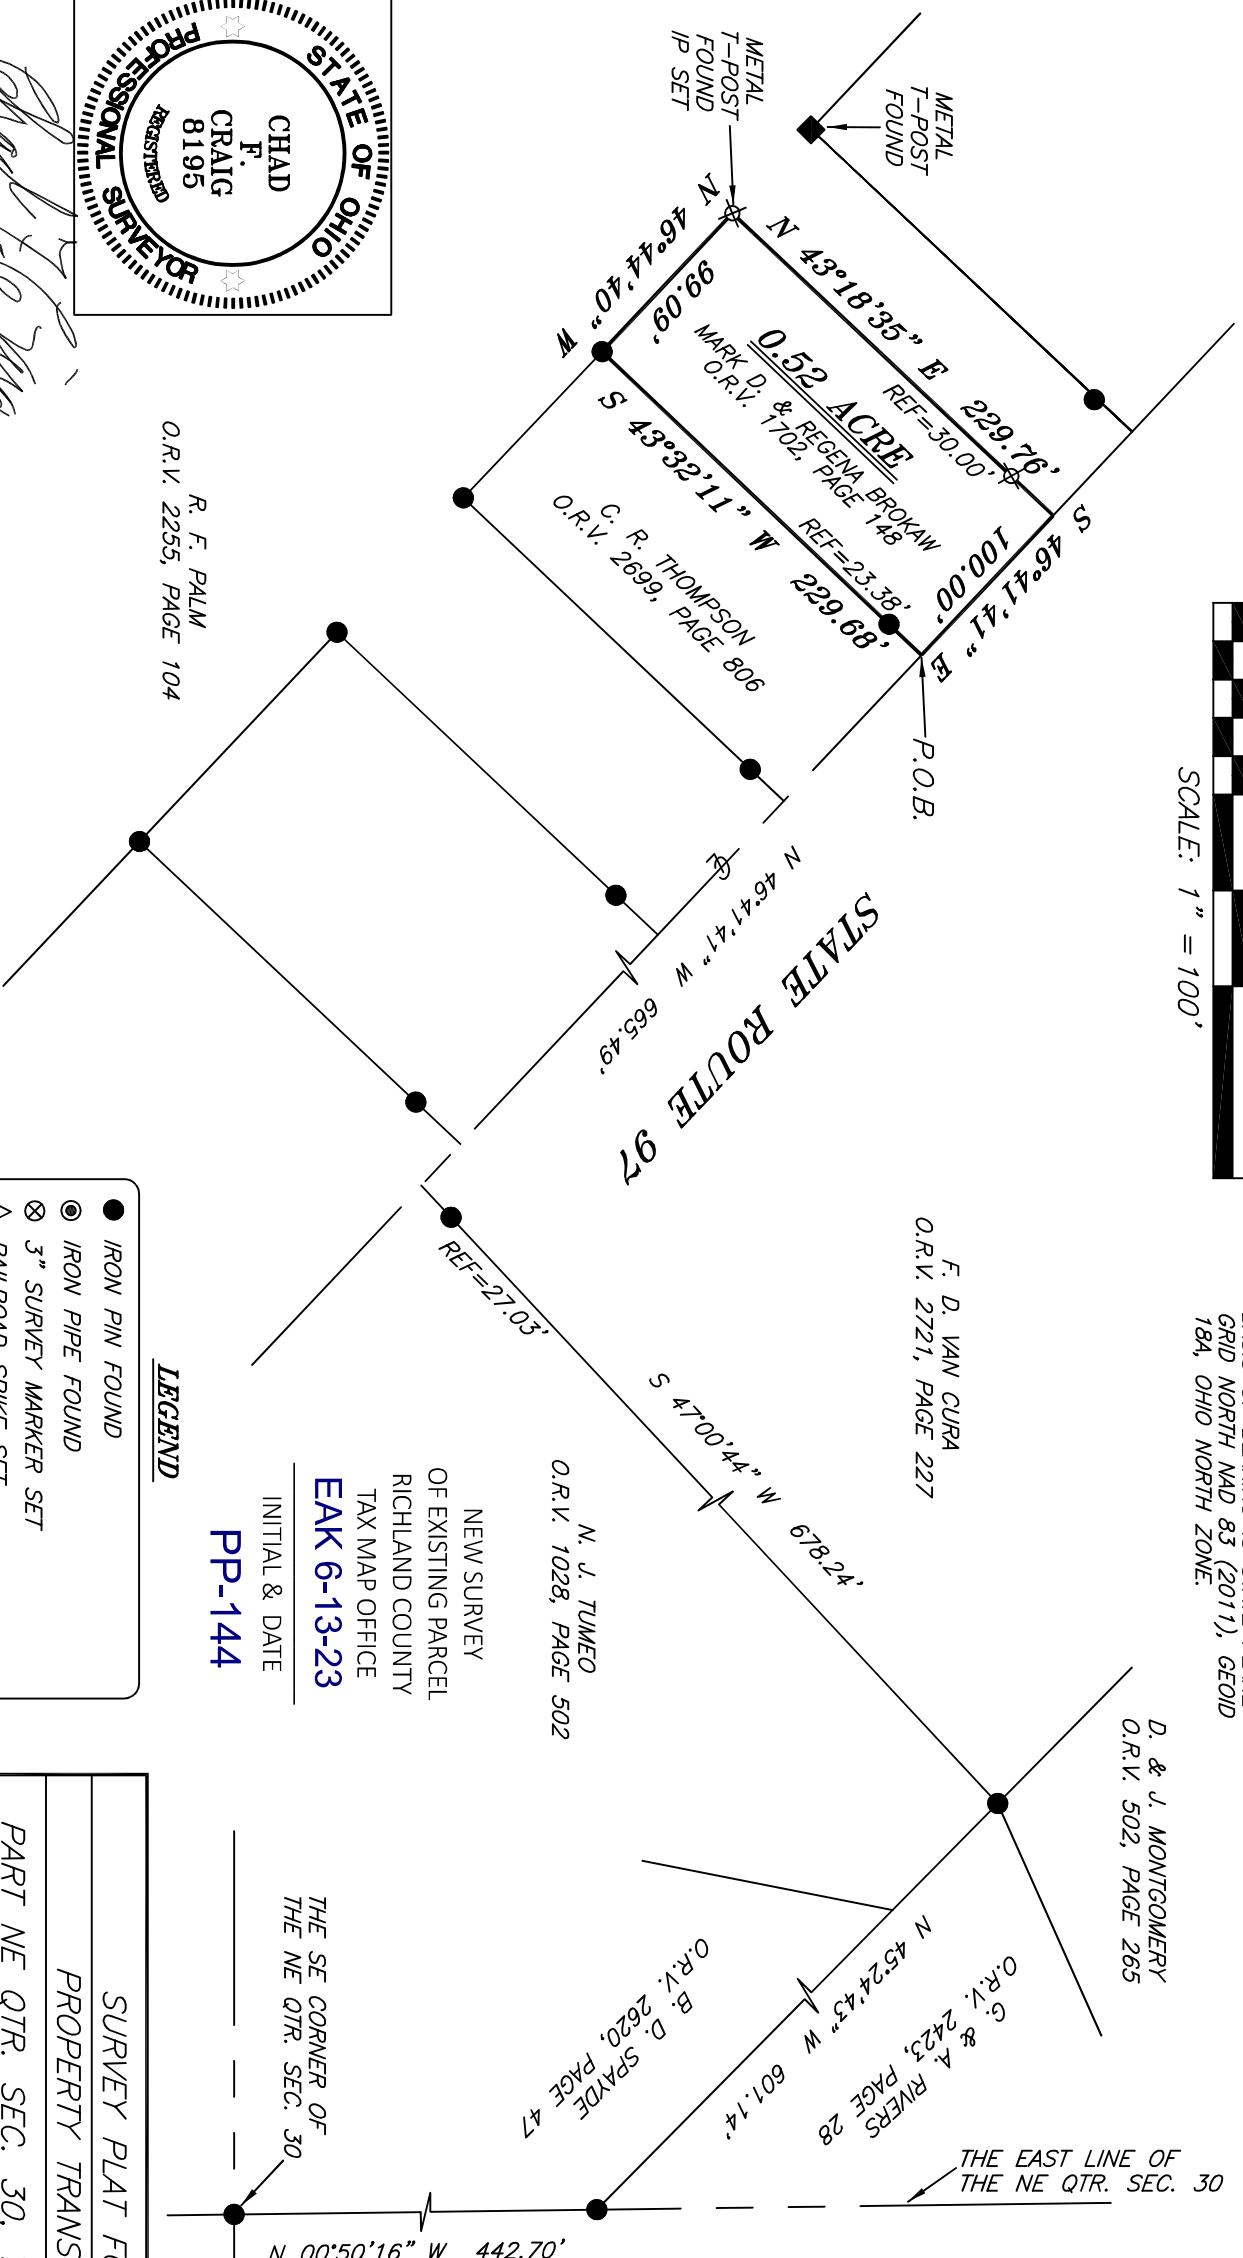 METAL
T-POST
FOUND
METAL
T-POST
FOUND
IP SET
N 43°18'35" E 229.76'
REF=30.00'
N 46°44'40" W
99.09'
0.52 ACRE
MARK D. & REGENA BROKAW
O.R.V. 1702, PAGE 148
S 43°32'11" W 229.68'
REF=23.38'
S 46°41'41" E
100.00'
P.O.B.
C. R. THOMPSON
O.R.V. 2699, PAGE 806
STATE OF OHIO
CHAD
F.
CRAIG
8195
REGISTERED
PROFESSIONAL SURVEYOR
R. F. PALM
O.R.V. 2255, PAGE 104
SCALE: 1" = 100'
N 46°41'41" W 665.49'
STATE ROUTE 97
GRID NORTH NAD 83 (2011), GEOID
18A, OHIO NORTH ZONE.
F. D. VAN CURA
O.R.V. 2721, PAGE 227
REF=27.03'
S 47°00'44" W 678.24'
N. J. TUMEO
O.R.V. 1028, PAGE 502
NEW SURVEY
OF EXISTING PARCEL
RICHLAND COUNTY
TAX MAP OFFICE
EAK 6-13-23
INITIAL & DATE
PP-144
LEGEND
IRON PIN FOUND
IRON PIPE FOUND
3" SURVEY MARKER SET
RAILROAD SPIKE SET
D. & J. MONTGOMERY
O.R.V. 502, PAGE 265
G. & A. RIVERS
O.R.V. 2423, PAGE 28
N 45°24'43" W 601.14'
B. D. SPAYDE
O.R.V. 2620, PAGE 47
THE SE CORNER OF
THE NE QTR. SEC. 30
THE EAST LINE OF
THE NE QTR. SEC. 30
N 00°50'16" W 442.70'
SURVEY PLAT FO
PROPERTY TRANS
PART NE QTR. SEC. 30,